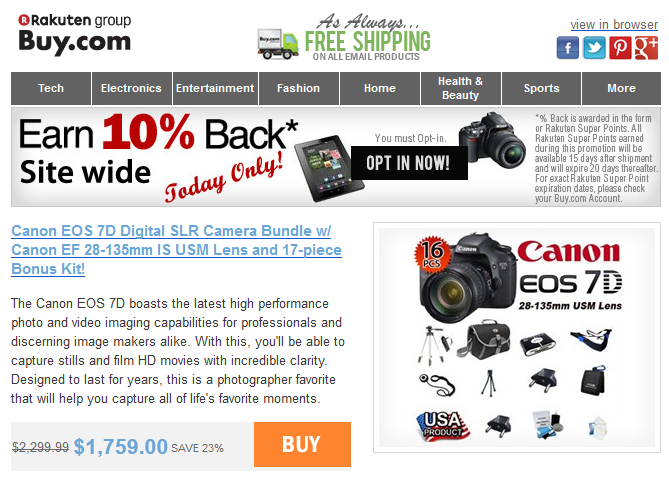 Rakuten group
Buy.com
As Always...
FREE SHIPPING
ON ALL EMAIL PRODUCTS
view in browser
Tech
Electronics
Entertainment
Fashion
Home
Health &
Beauty
Sports
More
Earn 10% Back*
Site wide
Today Only!
You must Opt-in.
OPT IN NOW!
*% Back is awarded in the form
or Rakuten Super Points. All
Rakuten Super Points earned
during this promotion will be
available 15 days after shipment
and will expire 20 days thereafter.
For exact Rakuten Super Point
expiration dates, please check
your Buy.com Account.
Canon EOS 7D Digital SLR Camera Bundle w/
Canon EF 28-135mm IS USM Lens and 17-piece
Bonus Kit!
The Canon EOS 7D boasts the latest high performance
photo and video imaging capabilities for professionals and
discerning image makers alike. With this, you'll be able to
capture stills and film HD movies with incredible clarity.
Designed to last for years, this is a photographer favorite
that will help you capture all of life's favorite moments.
$2,299.99 $1,759.00 SAVE 23%
BUY
16
PCS
Canon
EOS 7D
28-135mm USM Lens
USA
PRODUCT